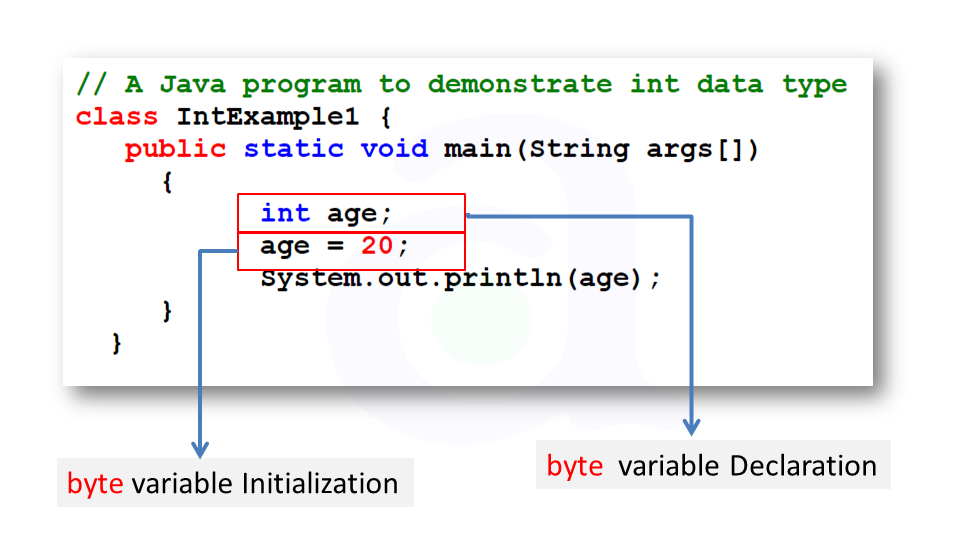 // A Java program to demonstrate int data type
class IntExample1 {
public static void main(String args[])
{
int age;
age = 20;
System.out.println(age);
}
}
byte variable Initialization
byte variable Declaration